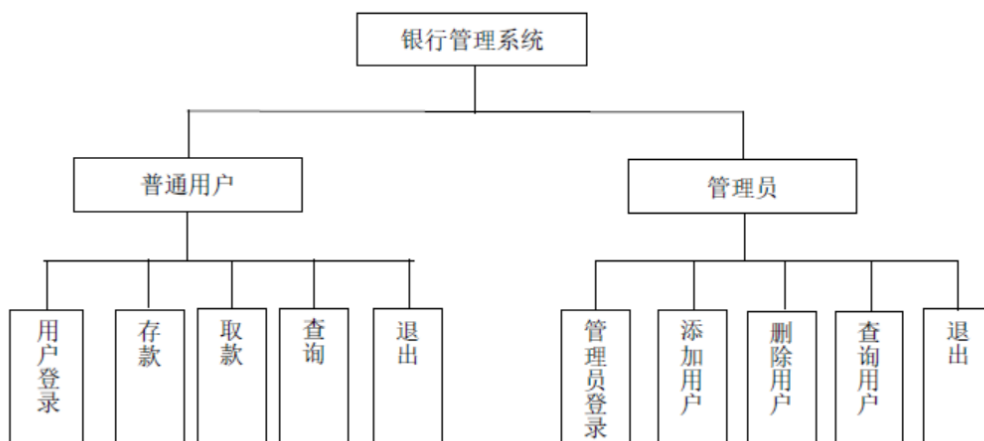 银行管理系统
普通用户
管理员
用户登录
存款
取款
查询
退出
管理员登录
添加用户
删除用户
查询用户
退出